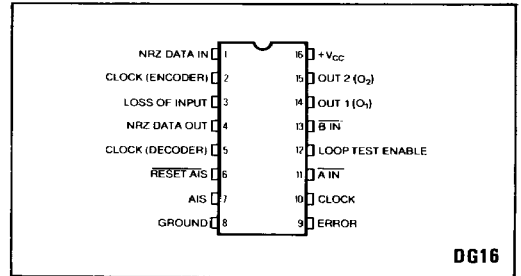 NRZ DATA IN 1 16 +VCC
CLOCK (ENCODER) 2 15 OUT 2 (O2)
LOSS OF INPUT 3 14 OUT 1 (O1)
NRZ DATA OUT 4 13 B IN
CLOCK (DECODER) 5 12 LOOP TEST ENABLE
RESET AIS 6 11 A IN
AIS 7 10 CLOCK
GROUND 8 9 ERROR
DG16